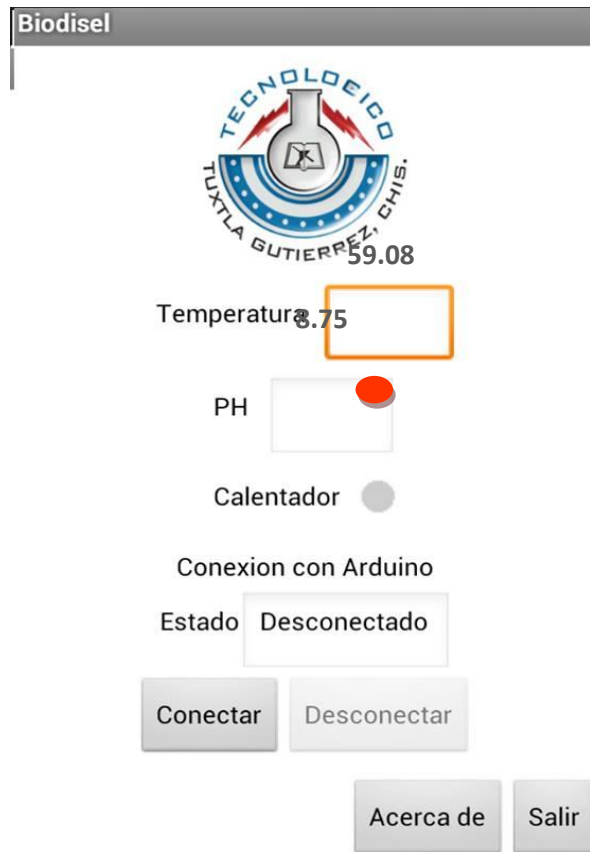 Biodisel
TECNOLOGICO
TUXTLA GUTIERREZ, CHIS.
59.08
Temperatura
8.75
PH
Calentador
Conexion con Arduino
Estado Desconectado
Conectar Desconectar
Acerca de Salir